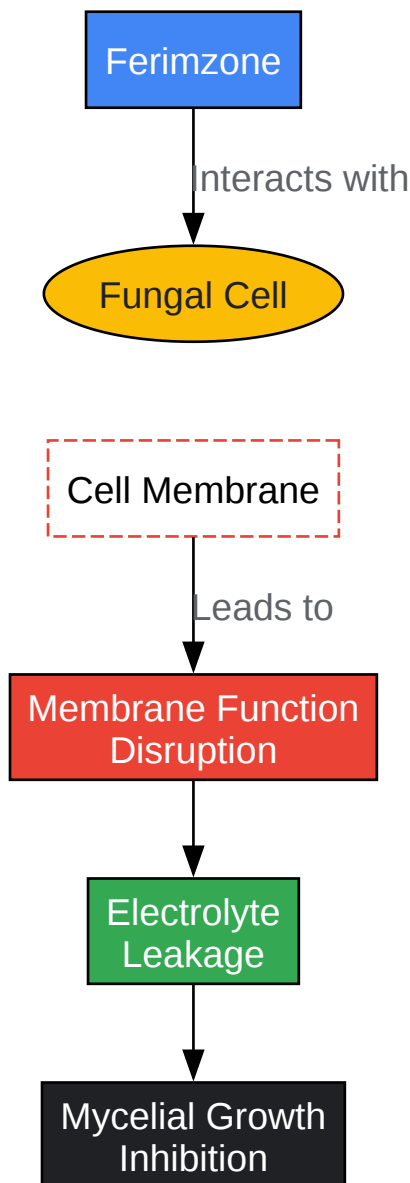 Ferimzone
Interacts with
Fungal Cell
Cell Membrane
Leads to
Membrane Function
Disruption
Electrolyte
Leakage
Mycelial Growth
Inhibition